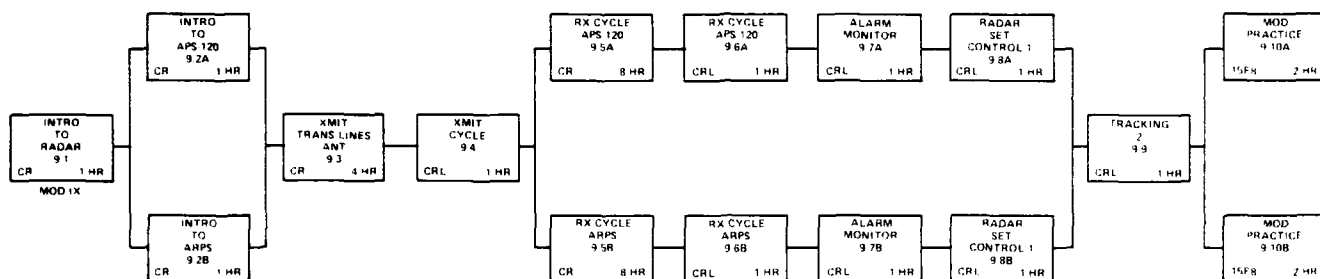 INTRO
TO
APS 120
9.2A
CR 1 HR
RX CYCLE
APS 120
9.5A
CR 8 HR
RX CYCLE
APS 120
9.6A
CRL 1 HR
ALARM
MONITOR
9.7A
CRL 1 HR
RADAR
SET
CONTROL 1
9.8A
CRL 1 HR
MOD
PRACTICE
9.10A
15F8 2 HR
INTRO
TO
RADAR
9.1
CR 1 HR
MOD IX
XMIT
TRANS LINES
ANT
9.3
CR 4 HR
XMIT
CYCLE
9.4
CRL 1 HR
TRACKING
2
9.9
CRL 1 HR
INTRO
TO
ARPS
9.2B
CR 1 HR
RX CYCLE
ARPS
9.5B
CR 8 HR
RX CYCLE
ARPS
9.6B
CRL 1 HR
ALARM
MONITOR
9.7B
CRL 1 HR
RADAR
SET
CONTROL 1
9.8B
CRL 1 HR
MOD
PRACTICE
9.10B
15F8 2 HR